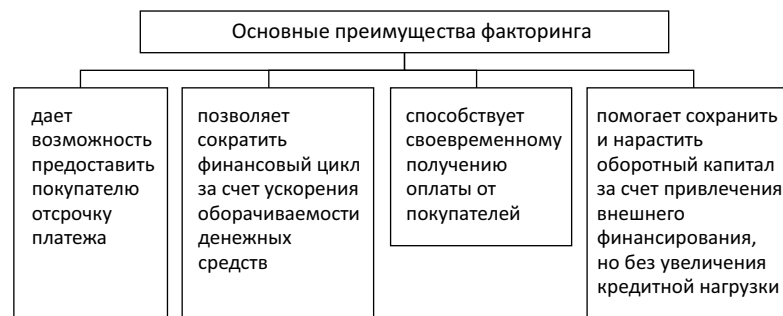 Основные преимущества факторинга
дает
возможность
предоставить
покупателю
отсрочку
платежа
позволяет
сократить
финансовый цикл
за счет ускорения
оборачиваемости
денежных
средств
способствует
своевременному
получению
оплаты от
покупателей
помогает сохранить
и нарастить
оборотный капитал
за счет привлечения
внешнего
финансирования,
но без увеличения
кредитной нагрузки